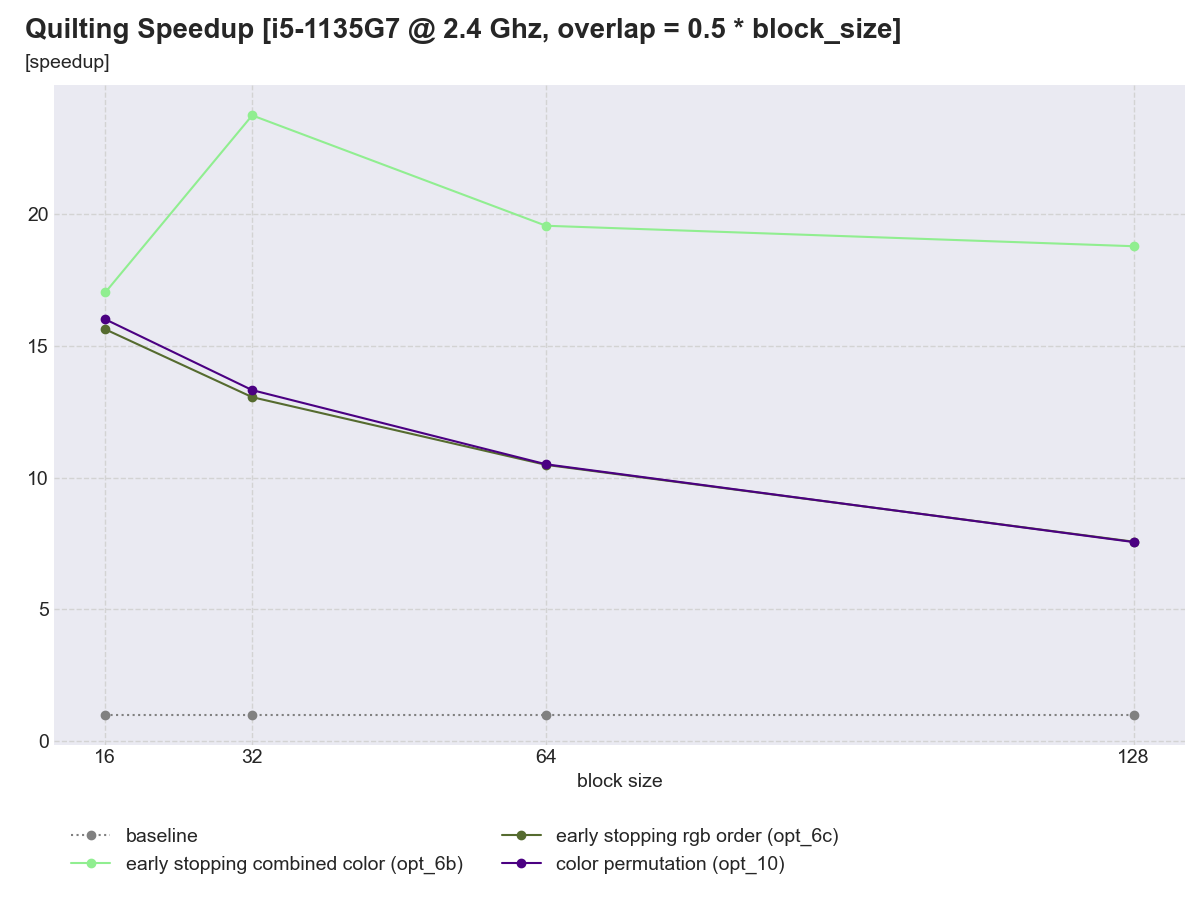 Quilting Speedup [i5-1135G7 @ 2.4 Ghz, overlap = 0.5 * block_size]
[speedup]
20
15
10
5
0
16 32 64 128
block size
baseline
early stopping combined color (opt_6b)
early stopping rgb order (opt_6c)
color permutation (opt_10)